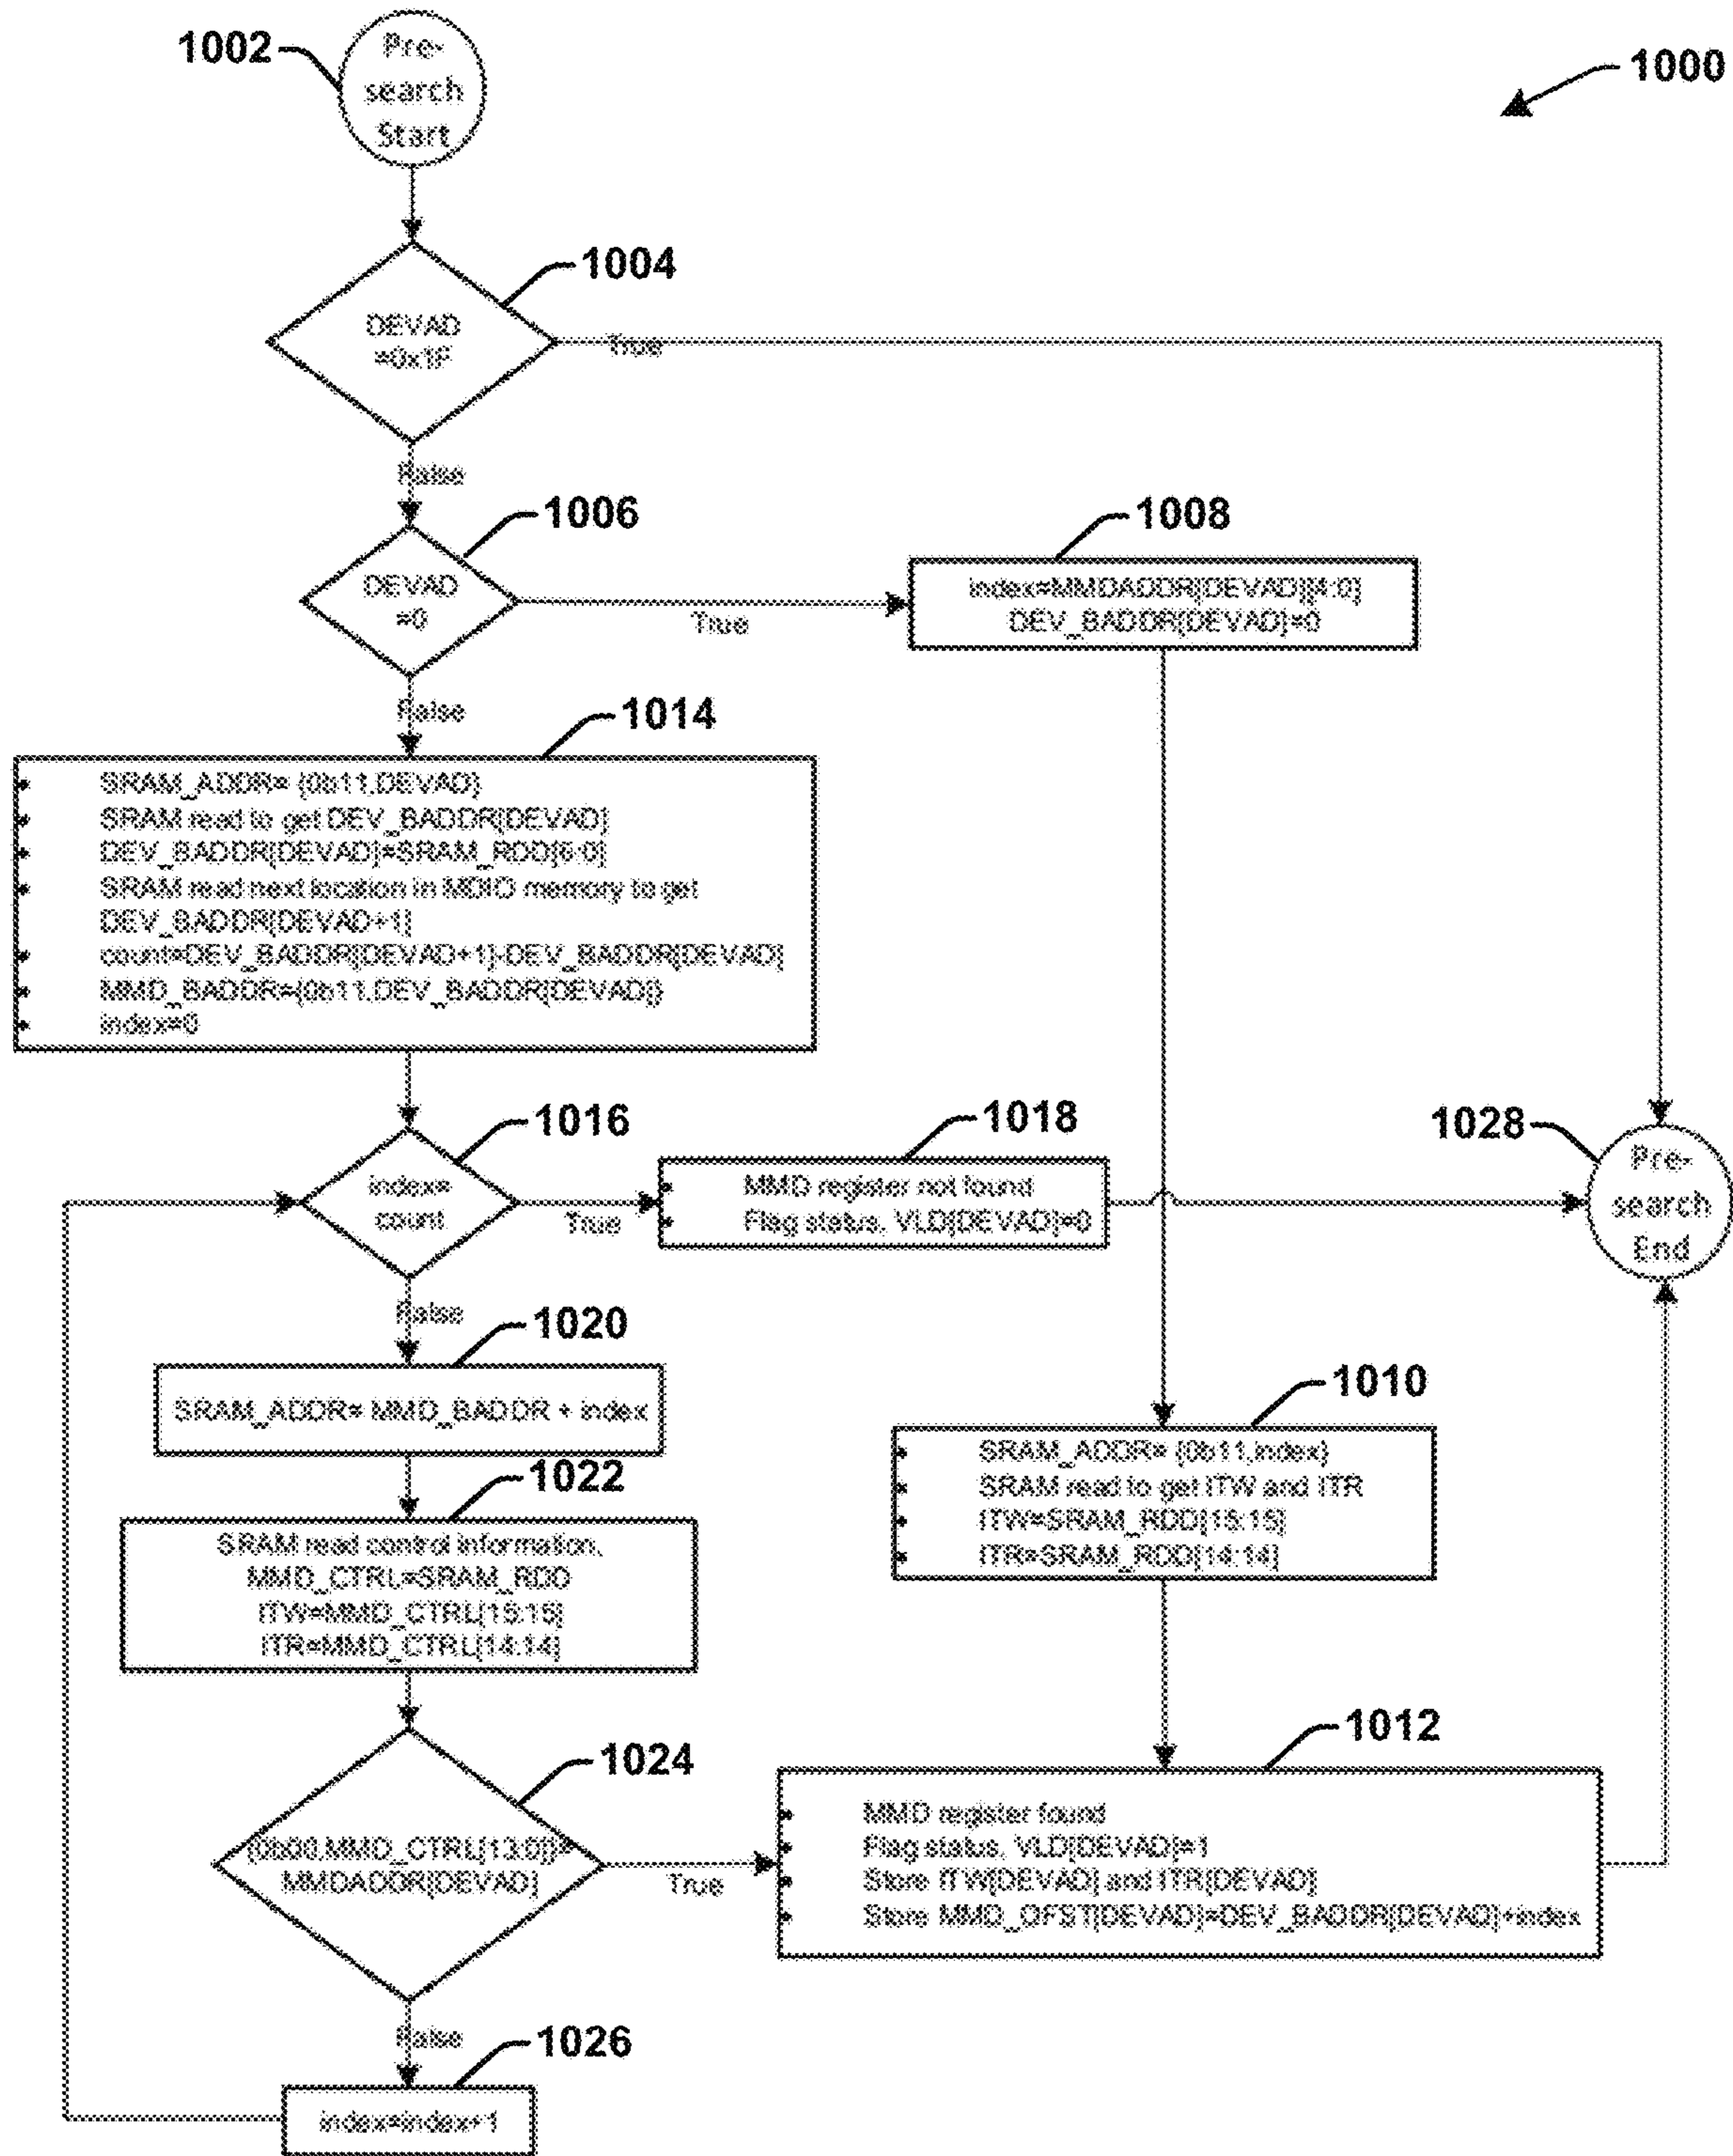 1002
Pre-
search
Start
1000
1004
DEVAD
=0x1F
True
False
1006
DEVAD
=0
True
False
1008
index=MMDADDR[DEVAD][4:0]
DEV_BADDR[DEVAD]=0
1014
SRAM_ADDR= {0b11,DEVAD}
SRAM read to get DEV_BADDR[DEVAD]
DEV_BADDR[DEVAD]=SRAM_RDD[6:0]
SRAM read next location in MDIO memory to get
DEV_BADDR[DEVAD+1]
count=DEV_BADDR[DEVAD+1]-DEV_BADDR[DEVAD]
MMD_BADDR={0b11,DEV_BADDR[DEVAD]}
index=0
1016
index=
count
True
False
1018
MMD register not found
Flag status, VLD[DEVAD]=0
1028
Pre-
search
End
1020
SRAM_ADDR= MMD_BADDR + index
1010
SRAM_ADDR= {0b11,index}
SRAM read to get ITW and ITR
ITW=SRAM_RDD[15:15]
ITR=SRAM_RDD[14:14]
1022
SRAM read control information.
MMD_CTRL=SRAM_RDD
ITW=MMD_CTRL[15:15]
ITR=MMD_CTRL[14:14]
1024
{0b00,MMD_CTRL[13:0]}=
MMDADDR[DEVAD]
True
False
1012
MMD register found
Flag status, VLD[DEVAD]=1
Store ITW[DEVAD] and ITR[DEVAD]
Store MMD_OFST[DEVAD]=DEV_BADDR[DEVAD]+index
1026
index=index+1